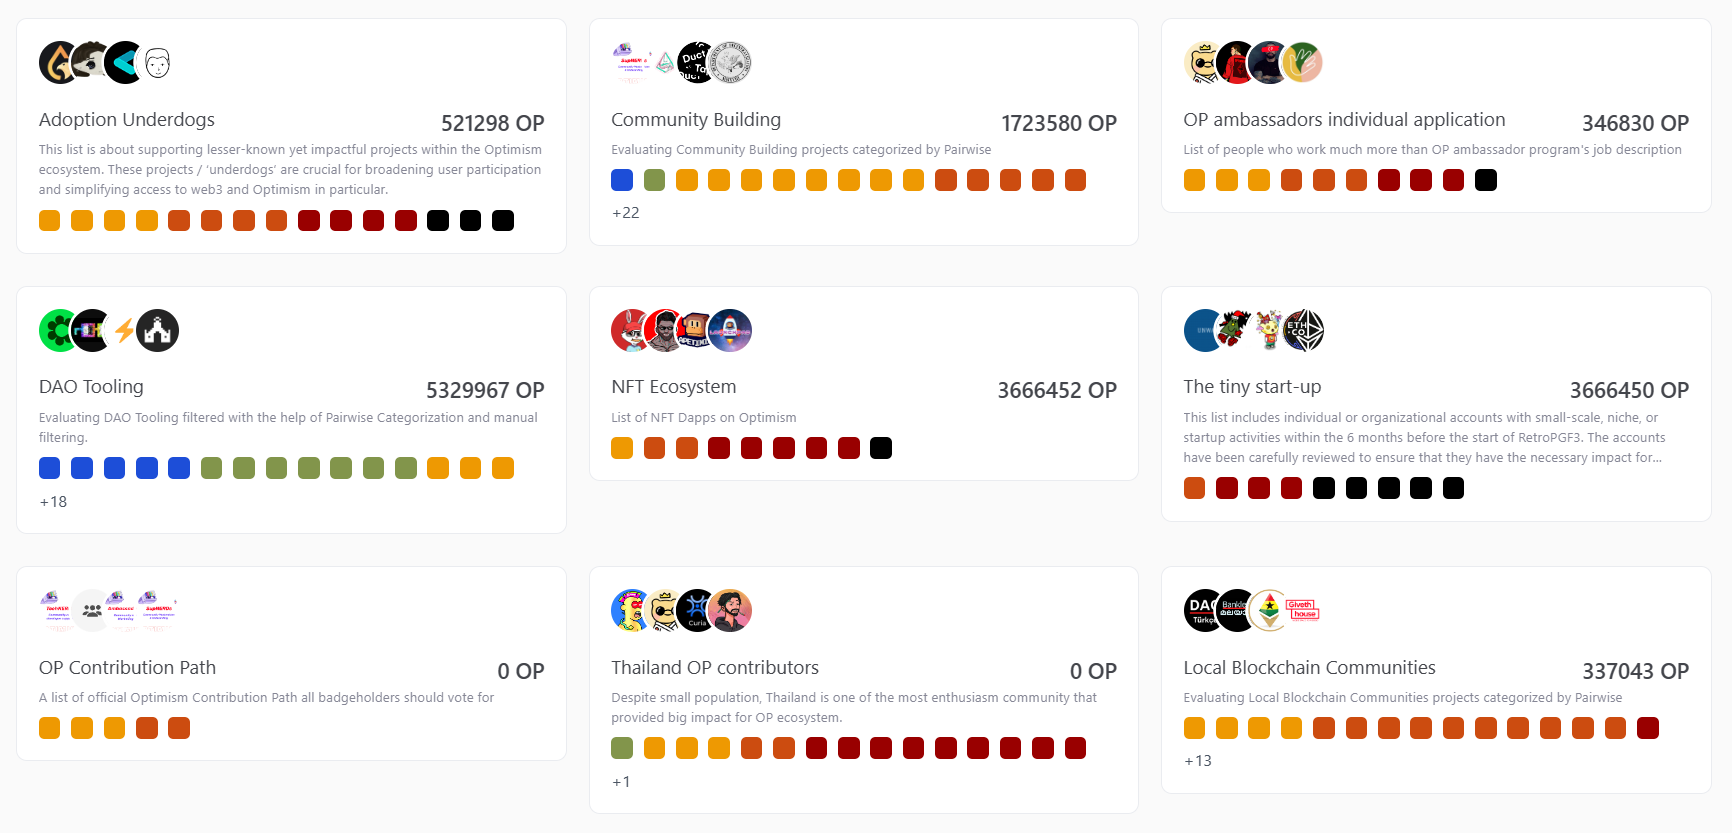 Duct
Adoption Underdogs
521298 OP
This list is about supporting lesser-known yet impactful projects within the Optimism
ecosystem. These projects / ‘underdogs’ are crucial for broadening user participation
and simplifying access to web3 and Optimism in particular.
Community Building
1723580 OP
Evaluating Community Building projects categorized by Pairwise
+22
OP ambassadors individual application
346830 OP
List of people who work much more than OP ambassador program's job description
DAO Tooling
5329967 OP
Evaluating DAO Tooling filtered with the help of Pairwise Categorization and manual
filtering.
+18
NFT Ecosystem
3666452 OP
List of NFT Dapps on Optimism
ETH
CO
The tiny start-up
3666450 OP
This list includes individual or organizational accounts with small-scale, niche, or
startup activities within the 6 months before the start of RetroPGF3. The accounts
have been carefully reviewed to ensure that they have the necessary impact for...
OP Contribution Path
0 OP
A list of official Optimism Contribution Path all badgeholders should vote for
Curia
Thailand OP contributors
0 OP
Despite small population, Thailand is one of the most enthusiasm community that
provided big impact for OP ecosystem.
+1
Giveth
house
Local Blockchain Communities
337043 OP
Evaluating Local Blockchain Communities projects categorized by Pairwise
+13